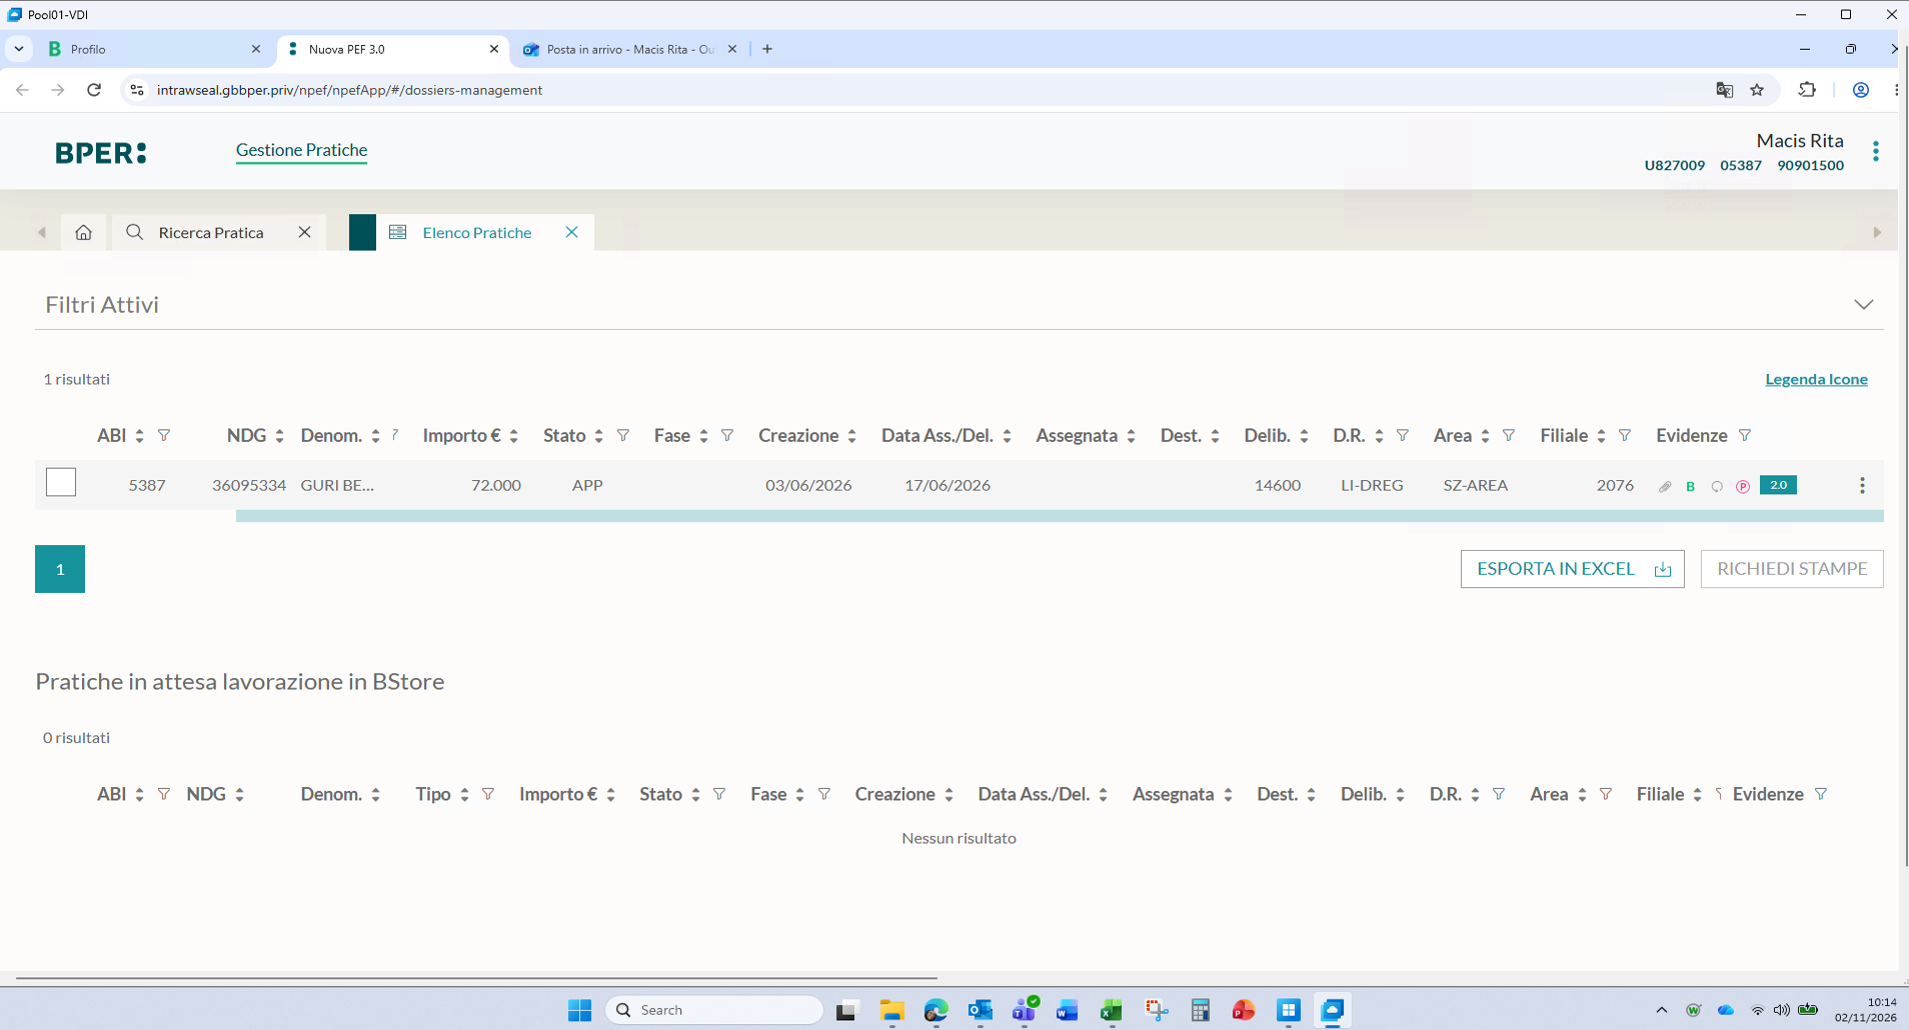 Pool01-VDI
Profilo
Nuova PEF 3.0
Posta in arrivo - Macis Rita - Ou
intrawseal.gbbper.priv/npef/npefApp/#/dossiers-management
BPER:
Gestione Pratiche
Macis Rita
U827009 05387 90901500
Ricerca Pratica
Elenco Pratiche
Filtri Attivi
1 risultati
Legenda Icone
ABI NDG Denom. Importo € Stato Fase Creazione Data Ass./Del. Assegnata Dest. Delib. D.R. Area Filiale Evidenze
5387 36095334 GURI BE... 72.000 APP 03/06/2026 17/06/2026 14600 LI-DREG SZ-AREA 2076 B P 2.0
1
ESPORTA IN EXCEL
RICHIEDI STAMPE
Pratiche in attesa lavorazione in BStore
0 risultati
ABI NDG Denom. Tipo Importo € Stato Fase Creazione Data Ass./Del. Assegnata Dest. Delib. D.R. Area Filiale Evidenze
Nessun risultato
Search
10:14
02/11/2026